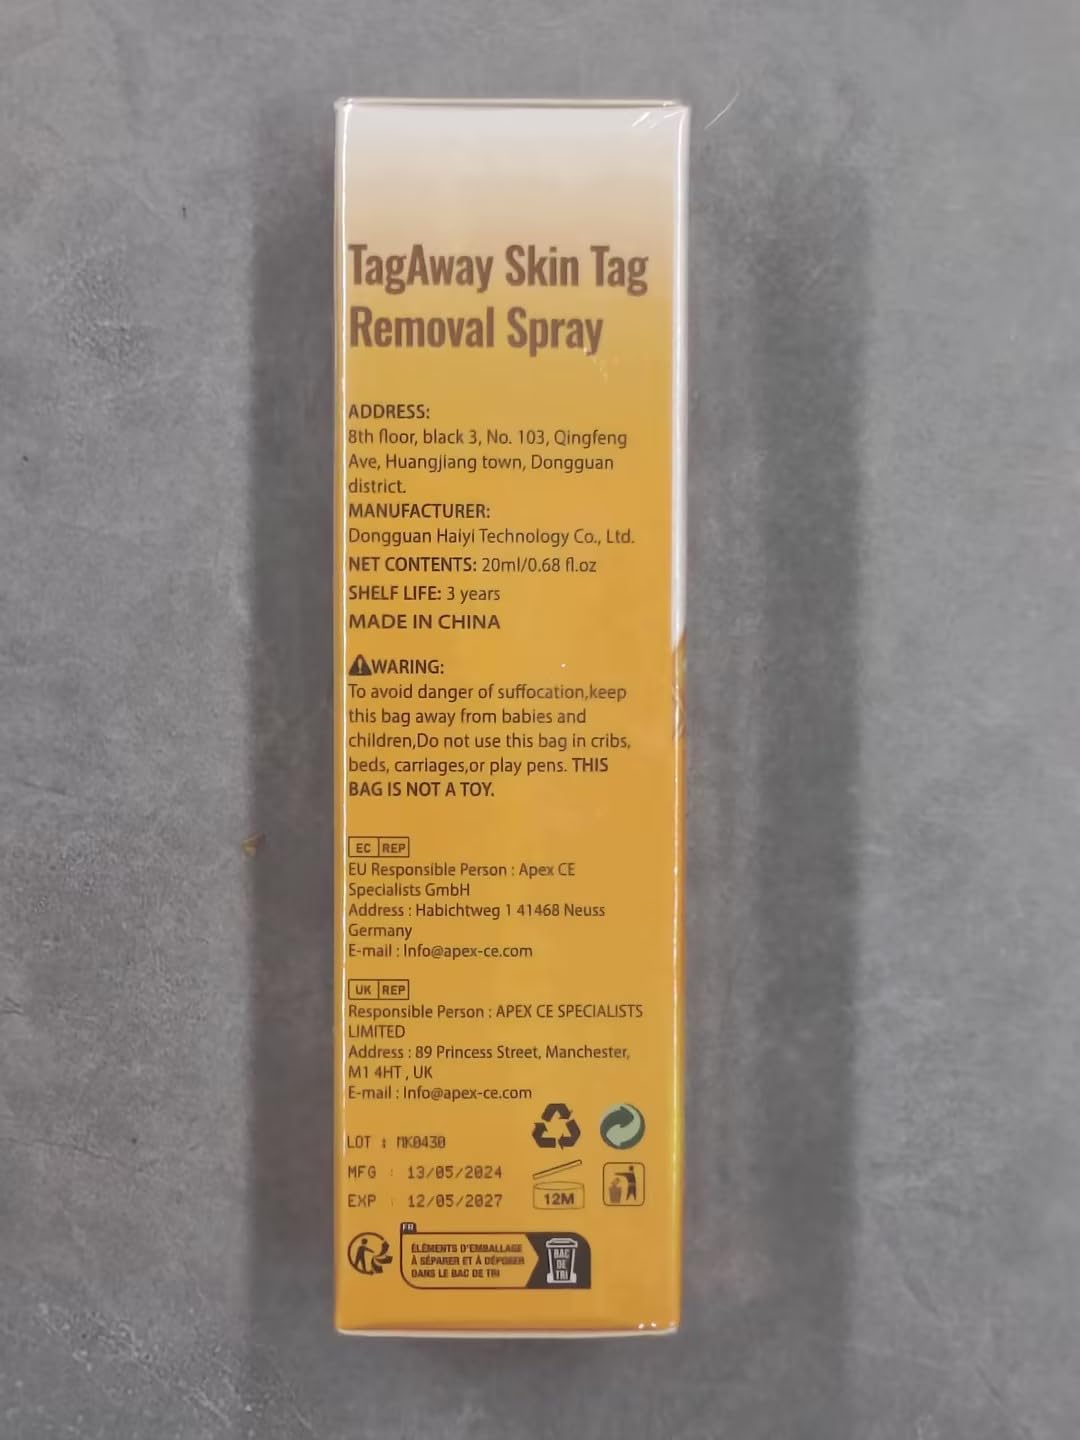 TagAway Skin Tag
Removal Spray
ADDRESS:
8th floor, black 3, No. 103, Qingfeng
Ave, Huangjiang town, Dongguan
district.
MANUFACTURER:
Dongguan Haiyi Technology Co., Ltd.
NET CONTENTS: 20ml/0.68 fl.oz
SHELF LIFE: 3 years
MADE IN CHINA
WARING:
To avoid danger of suffocation,keep
this bag away from babies and
children,Do not use this bag in cribs,
beds, carriages,or play pens. THIS
BAG IS NOT A TOY.
EC REP
EU Responsible Person : Apex CE
Specialists GmbH
Address : Habichtweg 1 41468 Neuss
Germany
E-mail : Info@apex-ce.com
UK REP
Responsible Person : APEX CE SPECIALISTS
LIMITED
Address : 89 Princess Street, Manchester,
M1 4HT , UK
E-mail : Info@apex-ce.com
LOT : MK0430
MFG : 13/05/2024
EXP : 12/05/2027
12M
FR
ÉLÉMENTS D'EMBALLAGE
À SÉPARER ET À DÉPOSER
DANS LE BAC DE TRI
BAC
DE
TRI